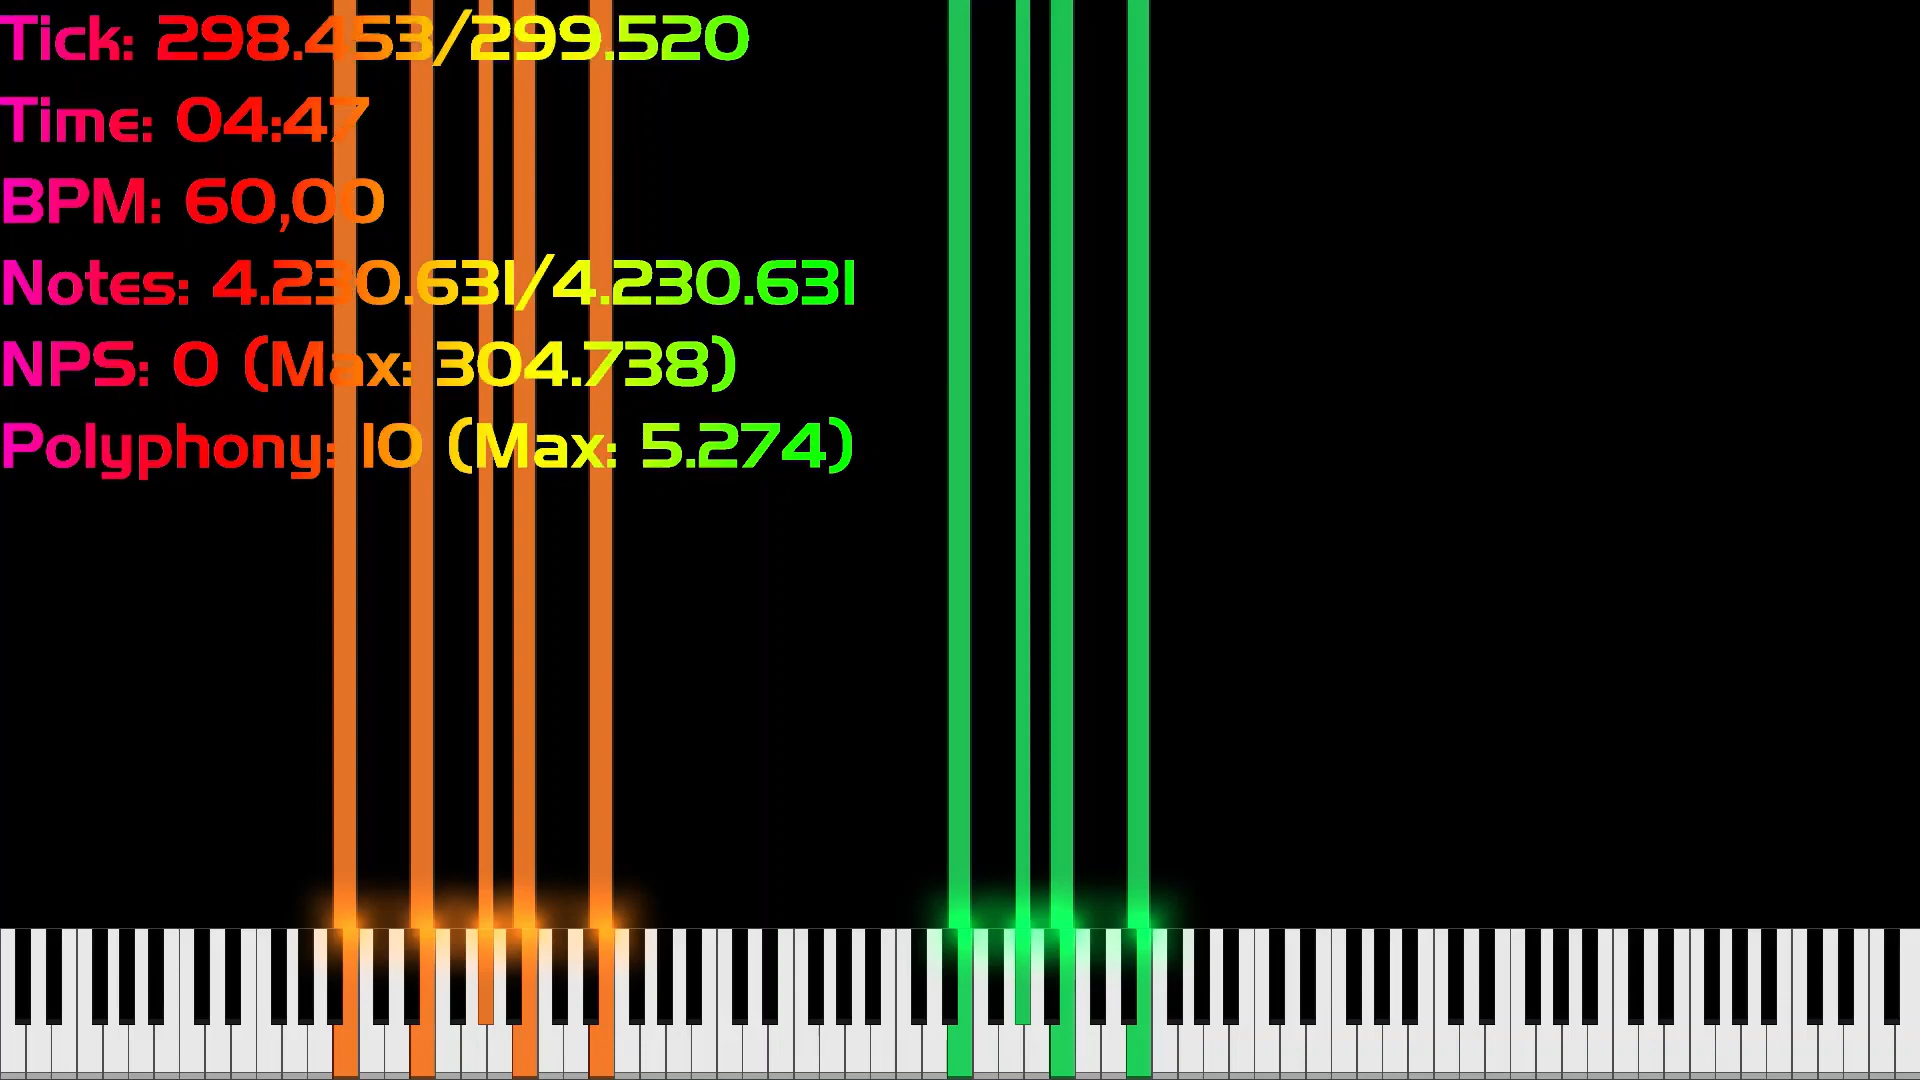 Tick: 298.453/299.520
Time: 04:47
BPM: 60,00
Notes: 4.230.631/4.230.631
NPS: 0 (Max: 304.738)
Polyphony: 10 (Max: 5.274)